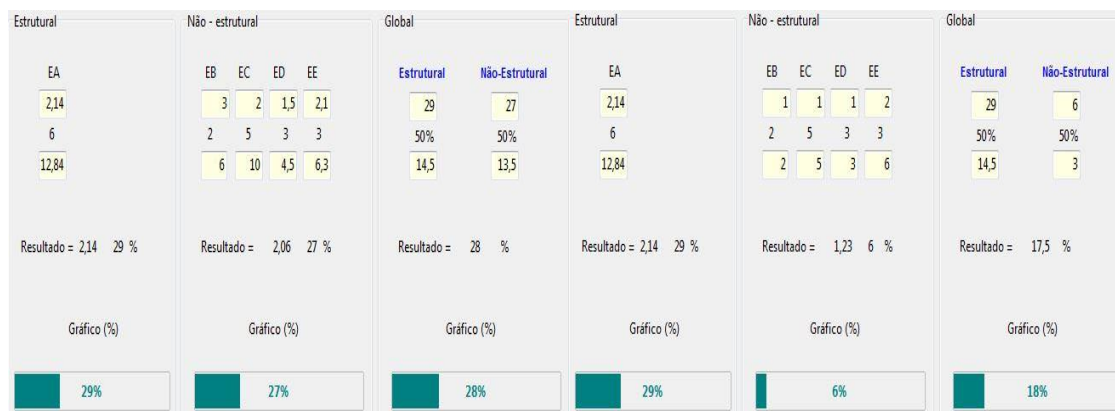 Estrutural
EA
2,14
6
12,84
Resultado = 2,14 29 %
Gráfico (%)
29%
Não - estrutural
EB EC ED EE
3 2 1,5 2,1
2 5 3 3
6 10 4,5 6,3
Resultado = 2,06 27 %
Gráfico (%)
27%
Global
Estrutural Não-Estrutural
29 27
50% 50%
14,5 13,5
Resultado = 28 %
Gráfico (%)
28%
Estrutural
EA
2,14
6
12,84
Resultado = 2,14 29 %
Gráfico (%)
29%
Não - estrutural
EB EC ED EE
1 1 1 2
2 5 3 3
2 5 3 6
Resultado = 1,23 6 %
Gráfico (%)
6%
Global
Estrutural Não-Estrutural
29 6
50% 50%
14,5 3
Resultado = 17,5 %
Gráfico (%)
18%